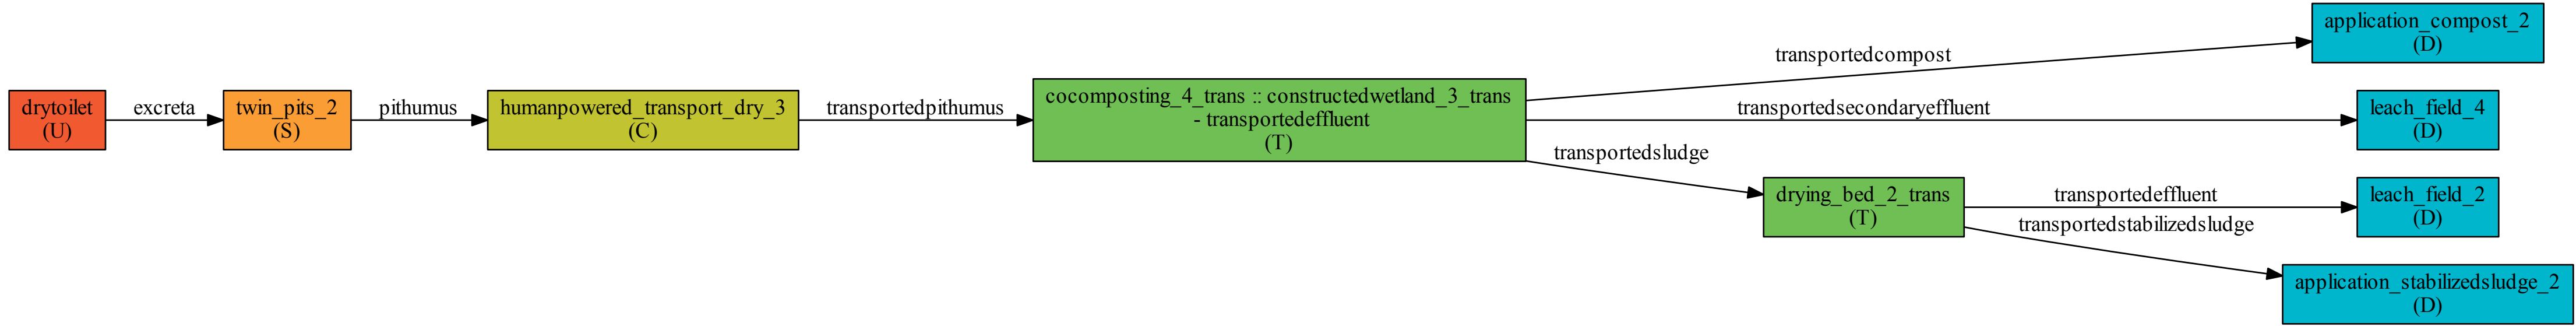 drytoilet
(U)
excreta
twin_pits_2
(S)
pithumus
humanpowered_transport_dry_3
(C)
transportedpithumus
cocomposting_4_trans :: constructedwetland_3_trans
- transportedeffluent
(T)
transportedcompost
application_compost_2
(D)
transportedsecondaryeffluent
leach_field_4
(D)
transportedsludge
drying_bed_2_trans
(T)
transportedeffluent
leach_field_2
(D)
transportedstabilizedsludge
application_stabilizedsludge_2
(D)